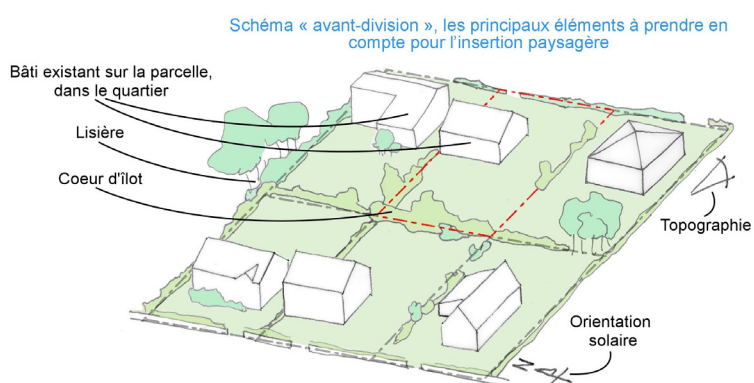 Schéma « avant-division », les principaux éléments à prendre en
compte pour l'insertion paysagère
Bâti existant sur la parcelle,
dans le quartier
Lisière
Coeur d'îlot
Topographie
Orientation
solaire
N